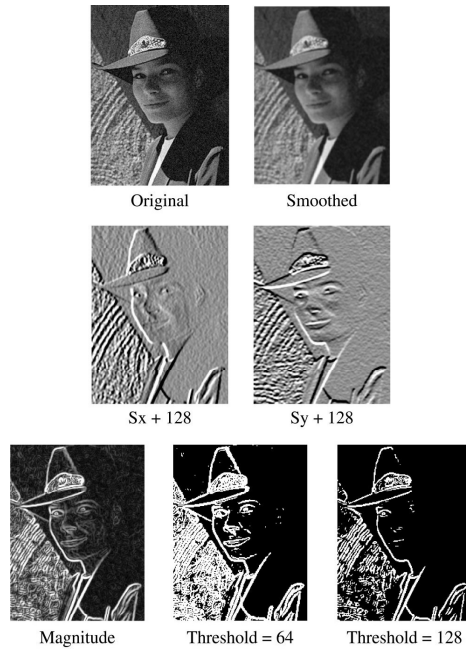 Original
Smoothed
Sx + 128
Sy + 128
Magnitude
Threshold = 64
Threshold = 128